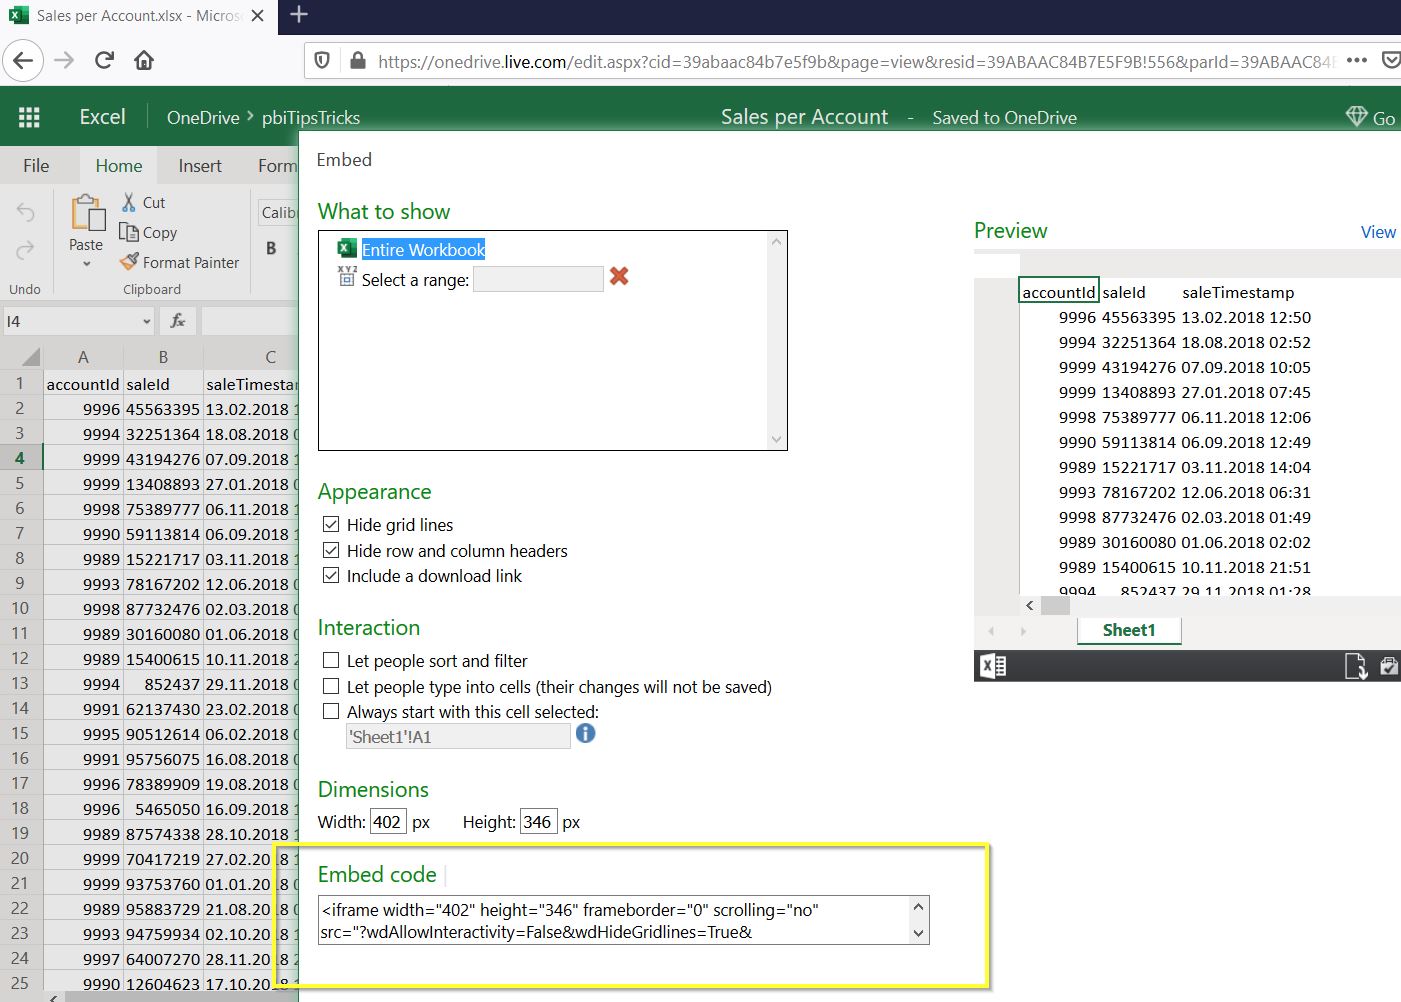 Sales per Account.xlsx - Micros
https://onedrive.live.com/edit.aspx?cid=39abaac84b7e5f9b&page=view&resid=39ABAAC84B7E5F9B!556&parId=39ABAAC84B
Excel
OneDrive > pbiTipsTricks
Sales per Account - Saved to OneDrive
Go
File Home Insert Form
Undo
Paste
Cut
Copy
Format Painter
Clipboard
Calib
B
I4
fx
A B C
1 accountId saleId saleTimestan
2 9996 45563395 13.02.2018 1
3 9994 32251364 18.08.2018 0
4 9999 43194276 07.09.2018 1
5 9999 13408893 27.01.2018 0
6 9998 75389777 06.11.2018 1
7 9990 59113814 06.09.2018 1
8 9989 15221717 03.11.2018 1
9 9993 78167202 12.06.2018 0
10 9998 87732476 02.03.2018 0
11 9989 30160080 01.06.2018 0
12 9989 15400615 10.11.2018 2
13 9994 852437 29.11.2018 0
14 9991 62137430 23.02.2018 0
15 9995 90512614 06.02.2018 0
16 9991 95756075 16.08.2018 0
17 9996 78389909 19.08.2018 0
18 9996 5465050 16.09.2018 1
19 9989 87574338 28.10.2018 1
20 9999 70417219 27.02.2018 1
21 9999 93753760 01.01.2018 0
22 9989 95883729 21.08.2018 0
23 9993 94759934 02.10.2018 1
24 9997 64007270 28.11.2018 2
25 9990 12604623 17.10.2018 1
Embed
What to show
Entire Workbook
XYZ
Select a range:
Appearance
Hide grid lines
Hide row and column headers
Include a download link
Interaction
Let people sort and filter
Let people type into cells (their changes will not be saved)
Always start with this cell selected:
'Sheet1'!A1
Dimensions
Width: 402 px Height: 346 px
Embed code
<iframe width="402" height="346" frameborder="0" scrolling="no"
src="?wdAllowInteractivity=False&wdHideGridlines=True&
Preview
View
accountId saleId saleTimestamp
9996 45563395 13.02.2018 12:50
9994 32251364 18.08.2018 02:52
9999 43194276 07.09.2018 10:05
9999 13408893 27.01.2018 07:45
9998 75389777 06.11.2018 12:06
9990 59113814 06.09.2018 12:49
9989 15221717 03.11.2018 14:04
9993 78167202 12.06.2018 06:31
9998 87732476 02.03.2018 01:49
9989 30160080 01.06.2018 02:02
9989 15400615 10.11.2018 21:51
9994 852437 29.11.2018 01:28
Sheet1